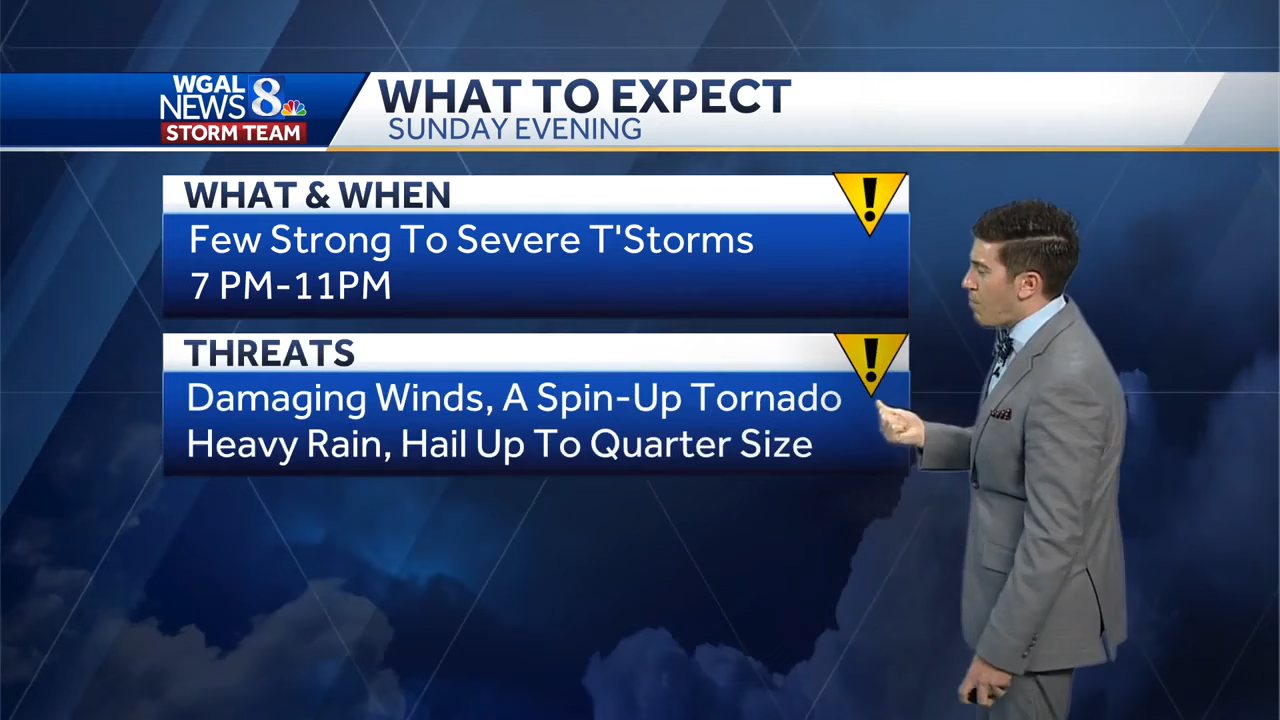 WGAL
NEWS 8
STORM TEAM
WHAT TO EXPECT
SUNDAY EVENING
WHAT & WHEN
!
Few Strong To Severe T'Storms
7 PM-11PM
THREATS
!
Damaging Winds, A Spin-Up Tornado
Heavy Rain, Hail Up To Quarter Size